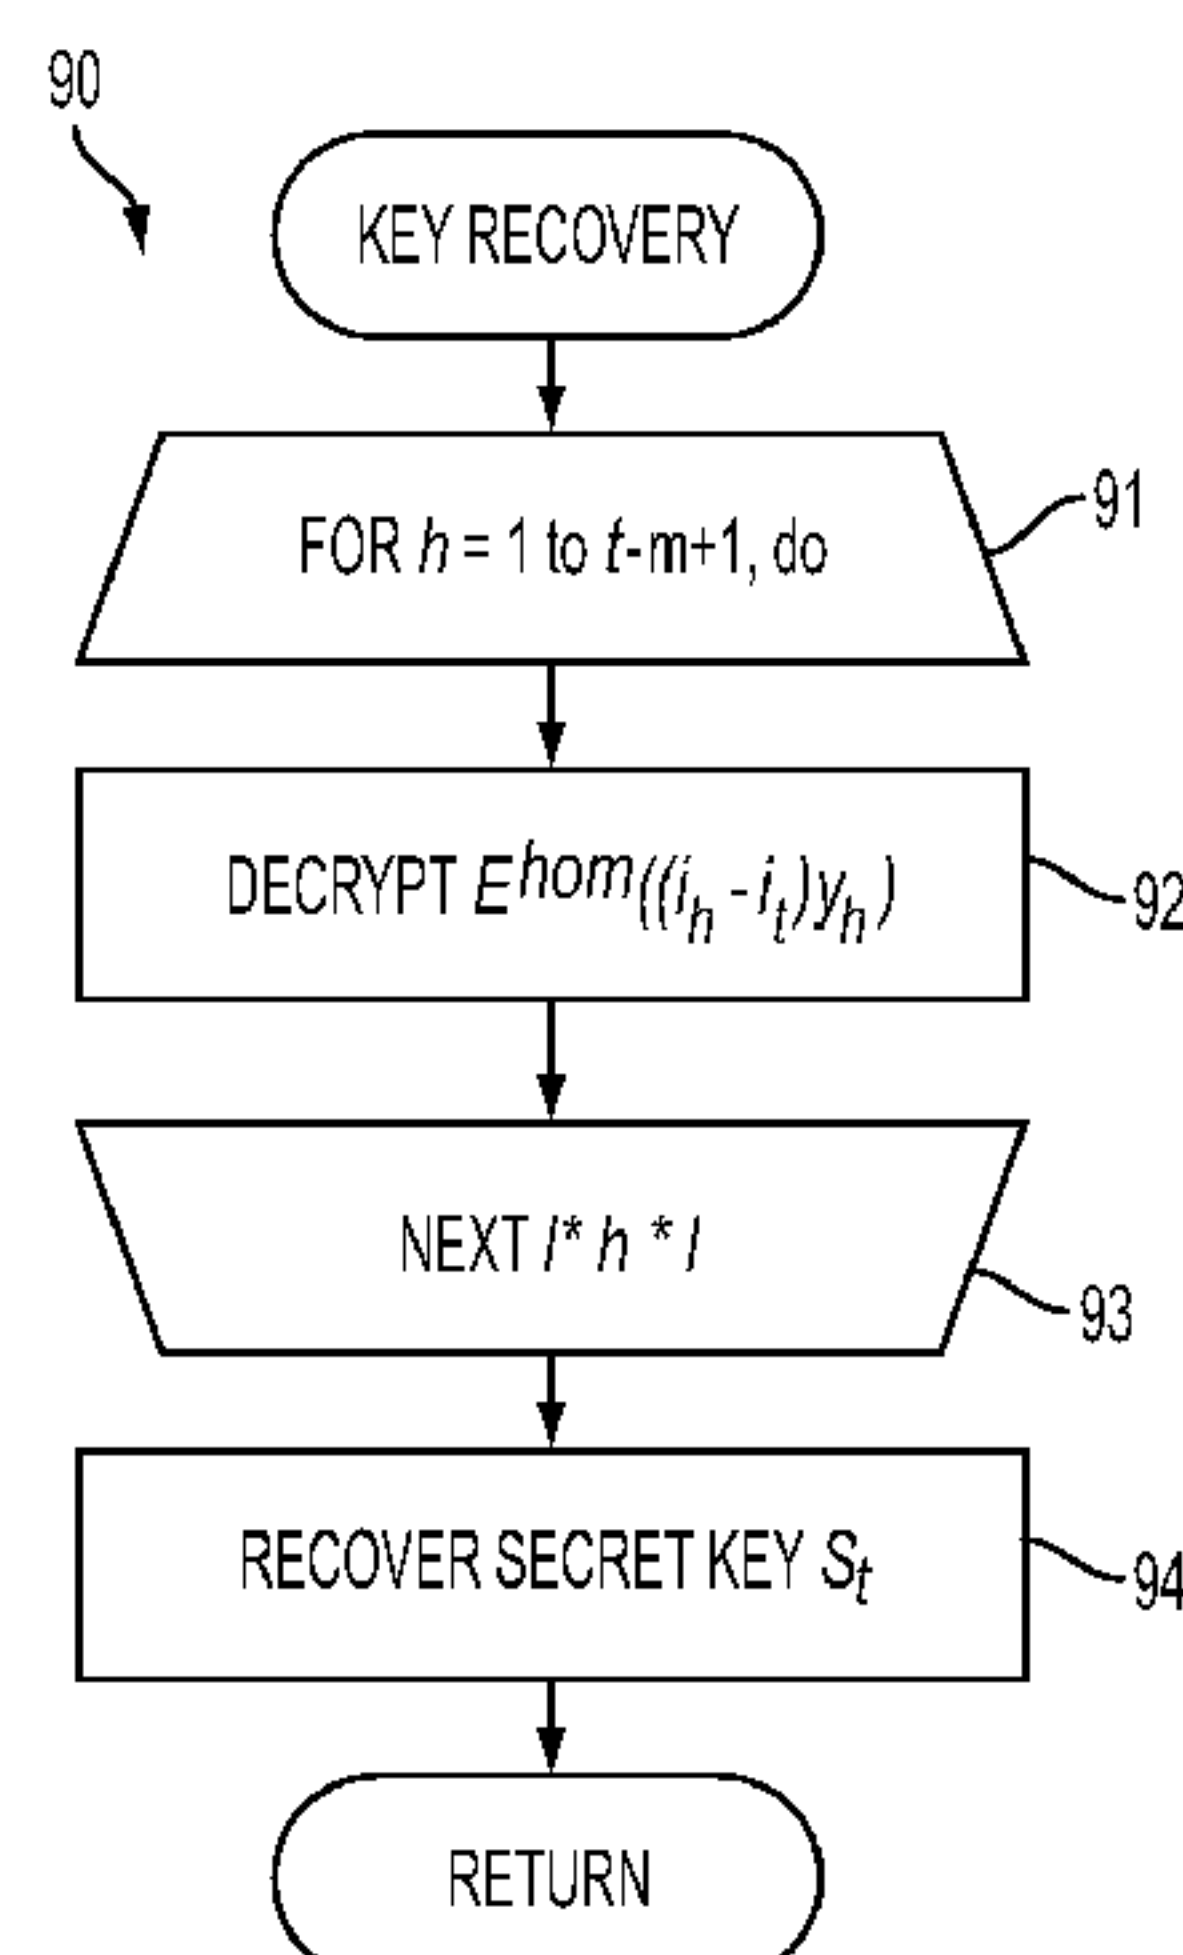 90
KEY RECOVERY
FOR h = 1 to t-m+1, do
91
DECRYPT E^hom((i_h - i_t)y_h)
92
NEXT /* h * /
93
RECOVER SECRET KEY S_t
94
RETURN